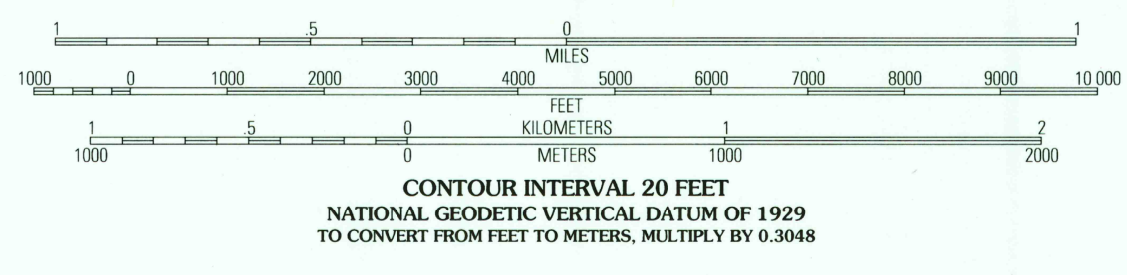 1 .5 0 1
MILES
1000 0 1000 2000 3000 4000 5000 6000 7000 8000 9000 10 000
FEET
1 .5 0 KILOMETERS 1 2
1000 0 METERS 1000 2000
CONTOUR INTERVAL 20 FEET
NATIONAL GEODETIC VERTICAL DATUM OF 1929
TO CONVERT FROM FEET TO METERS, MULTIPLY BY 0.3048